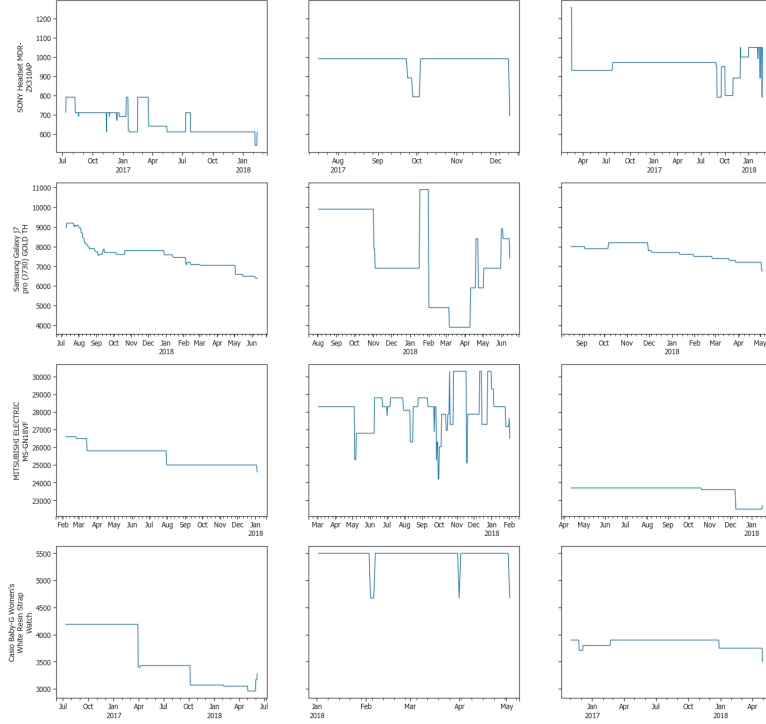 SONY Headset MDR-
ZX310AP
1200
1100
1000
900
800
700
600
Jul Oct Jan Apr Jul Oct Jan
2017 2018
Aug Sep Oct Nov Dec
2017
Apr Jul Oct Jan Apr Jul Oct Jan
2017 2018
Samsung Galaxy J7
pro (J730) GOLD TH
11000
10000
9000
8000
7000
6000
5000
4000
Jul Aug Sep Oct Nov Dec Jan Feb Mar Apr May Jun
2018
Aug Sep Oct Nov Dec Jan Feb Mar Apr May Jun
2018
Sep Oct Nov Dec Jan Feb Mar Apr May
2018
MITSUBISHI ELECTRIC
MS-GN18VF
30000
29000
28000
27000
26000
25000
24000
23000
Feb Mar Apr May Jun Jul Aug Sep Oct Nov Dec Jan
2018
Mar Apr May Jun Jul Aug Sep Oct Nov Dec Jan Feb
2018
Apr May Jun Jul Aug Sep Oct Nov Dec Jan
2018
Casio Baby-G Women's
White Resin Strap
Watch
5500
5000
4500
4000
3500
3000
Jul Oct Jan Apr Jul Oct Jan Apr Jul
2017 2018
Jan Feb Mar Apr May
2018
Jan Apr Jul Oct Jan Apr
2017 2018